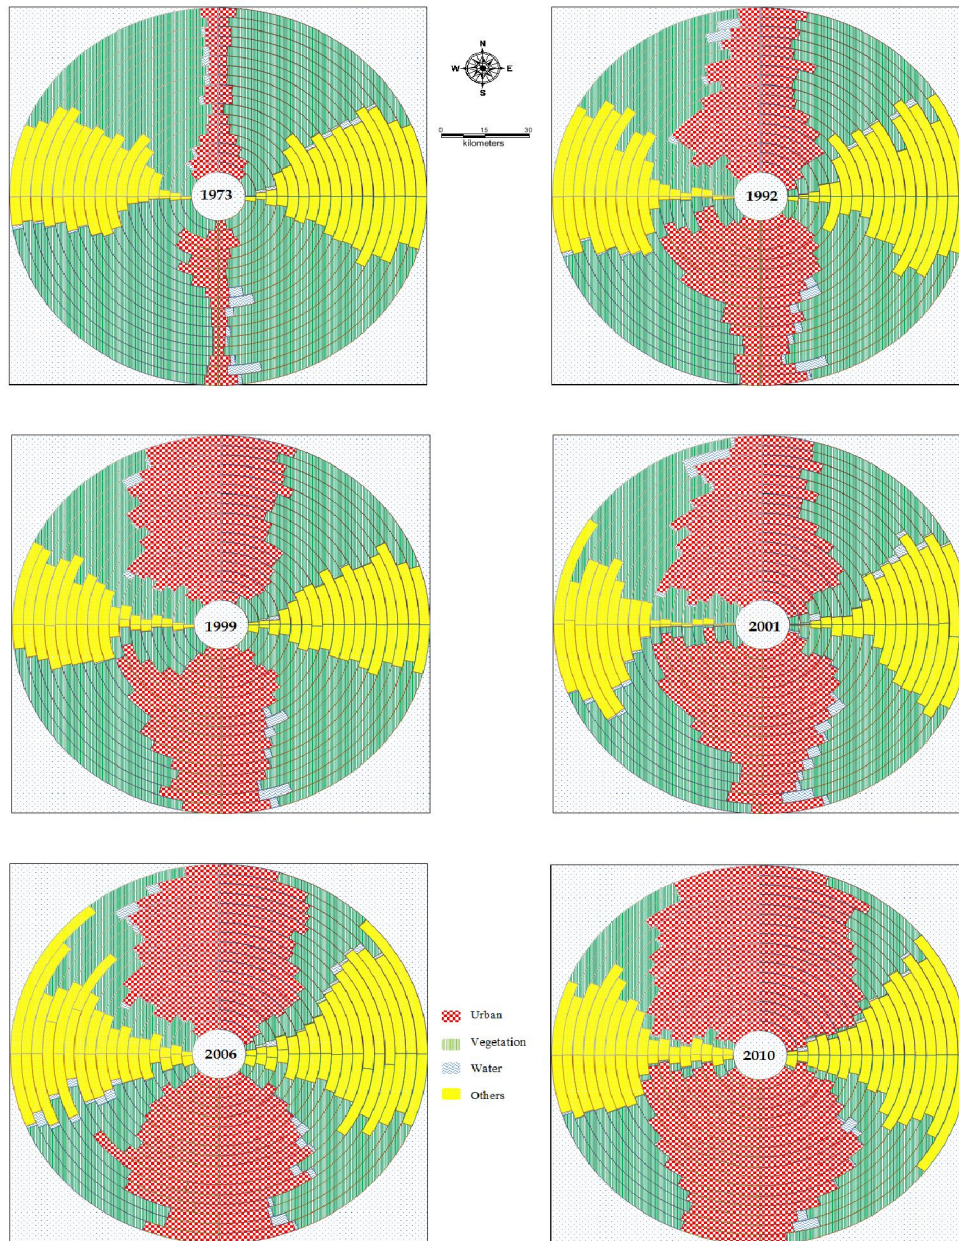 N
W E
S
0 15 30
kilometers
1973
1992
1999
2001
2006
2010
Urban
Vegetation
Water
Others